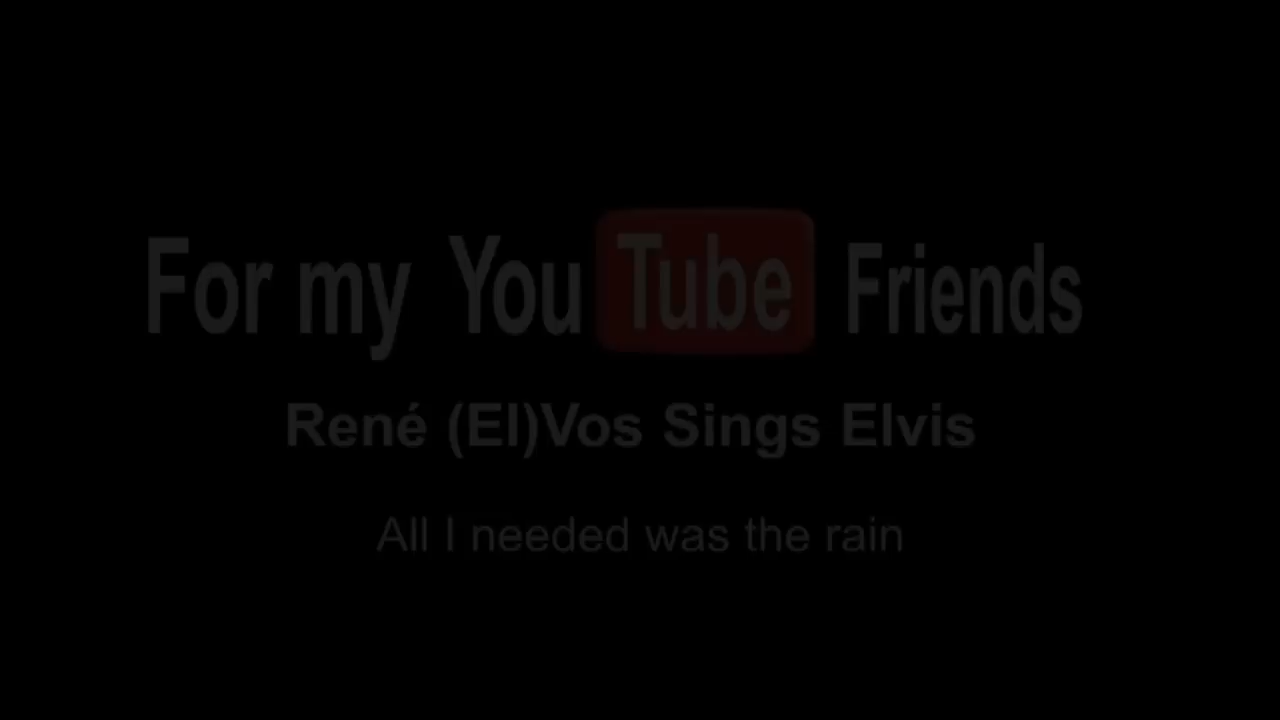 For my YouTube Friends
René (El)Vos Sings Elvis
All I needed was the rain